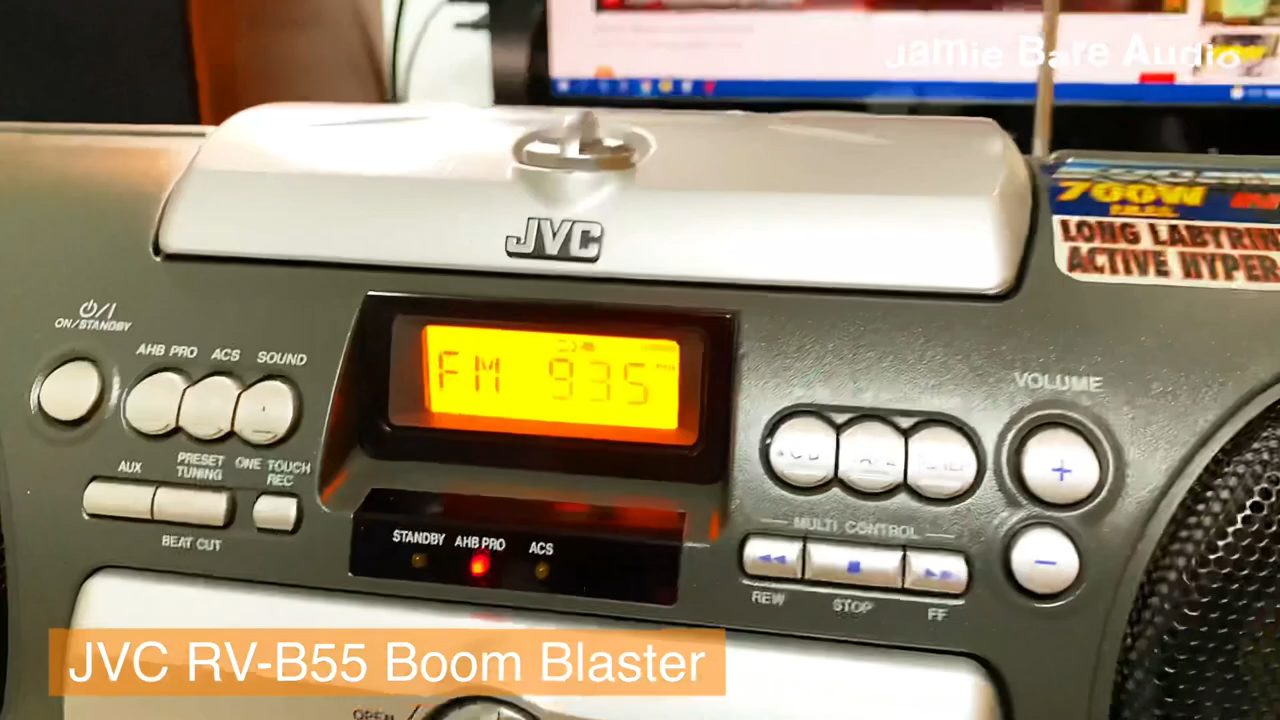 Jamie Bare Audio
JVC
700W
LONG LABYRIN
ACTIVE HYPER
⏻/I
ON/STANDBY
AHB PRO ACS SOUND
FM 935
VOLUME
+
AUX PRESET TUNING ONE TOUCH REC
BEAT CUT
STANDBY AHB PRO ACS
MULTI CONTROL
REW STOP FF
−
JVC RV-B55 Boom Blaster
OPEN